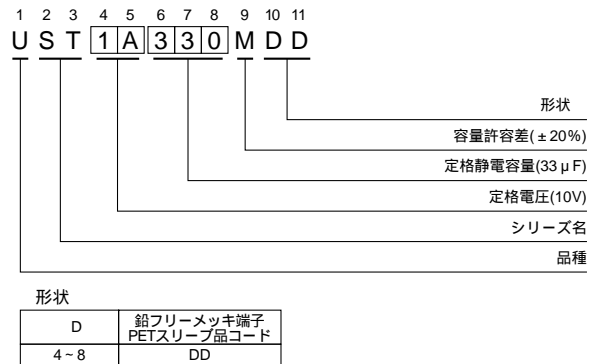 1 2 3 4 5 6 7 8 9 10 11
U S T 1 A 3 3 0 M D D
形状
容量許容差(±20%)
定格静電容量(33μF)
定格電圧(10V)
シリーズ名
品種
形状
D 鉛フリーメッキ端子
PETスリーブ品コード
4~8 DD